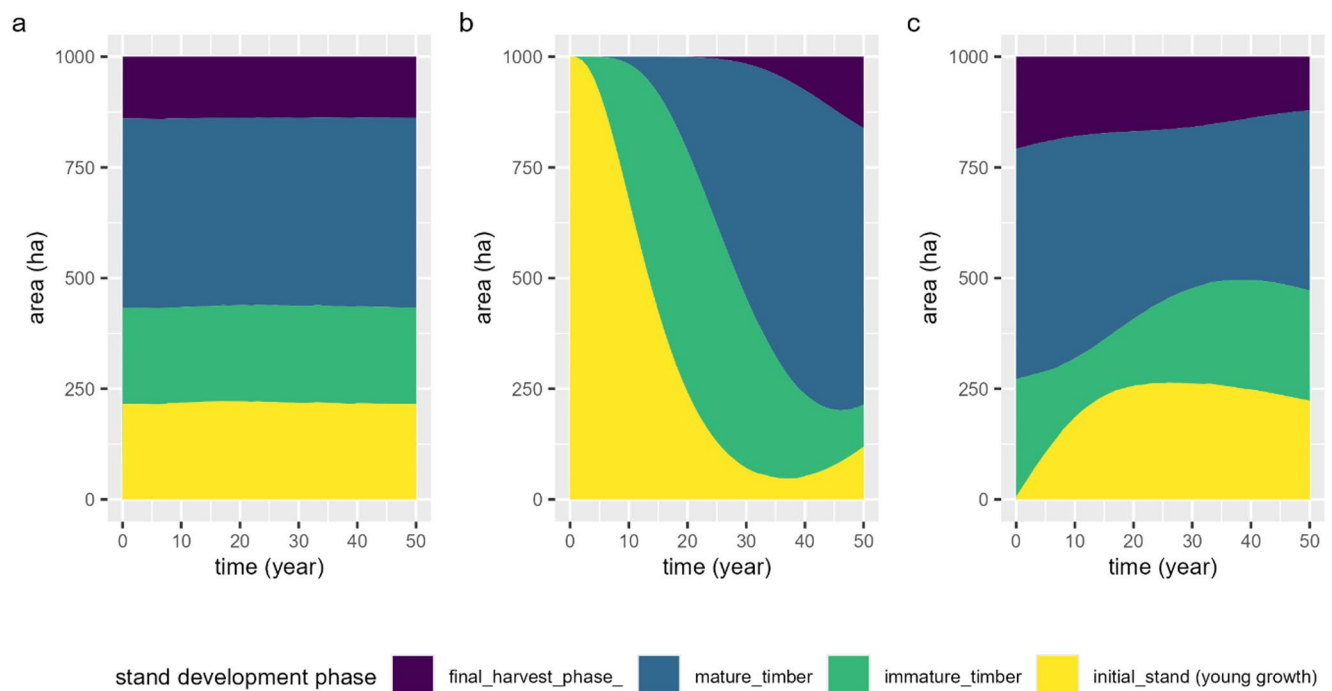 a
b
c
1000
750
500
250
0
area (ha)
0 10 20 30 40 50
time (year)
1000
750
500
250
0
area (ha)
0 10 20 30 40 50
time (year)
1000
750
500
250
0
area (ha)
0 10 20 30 40 50
time (year)
stand development phase final_harvest_phase_ mature_timber immature_timber initial_stand (young growth)